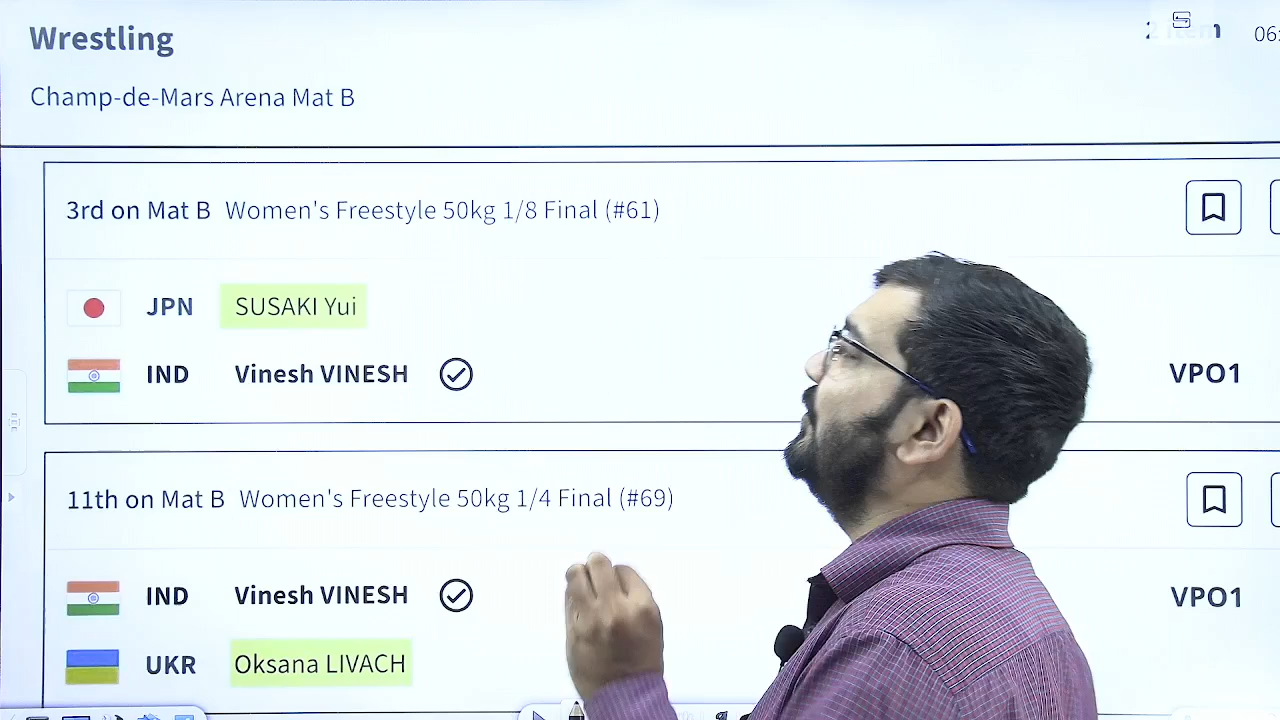 Wrestling
06:
Champ-de-Mars Arena Mat B
3rd on Mat B Women's Freestyle 50kg 1/8 Final (#61)
JPN SUSAKI Yui
IND Vinesh VINESH VPO1
11th on Mat B Women's Freestyle 50kg 1/4 Final (#69)
IND Vinesh VINESH VPO1
UKR Oksana LIVACH